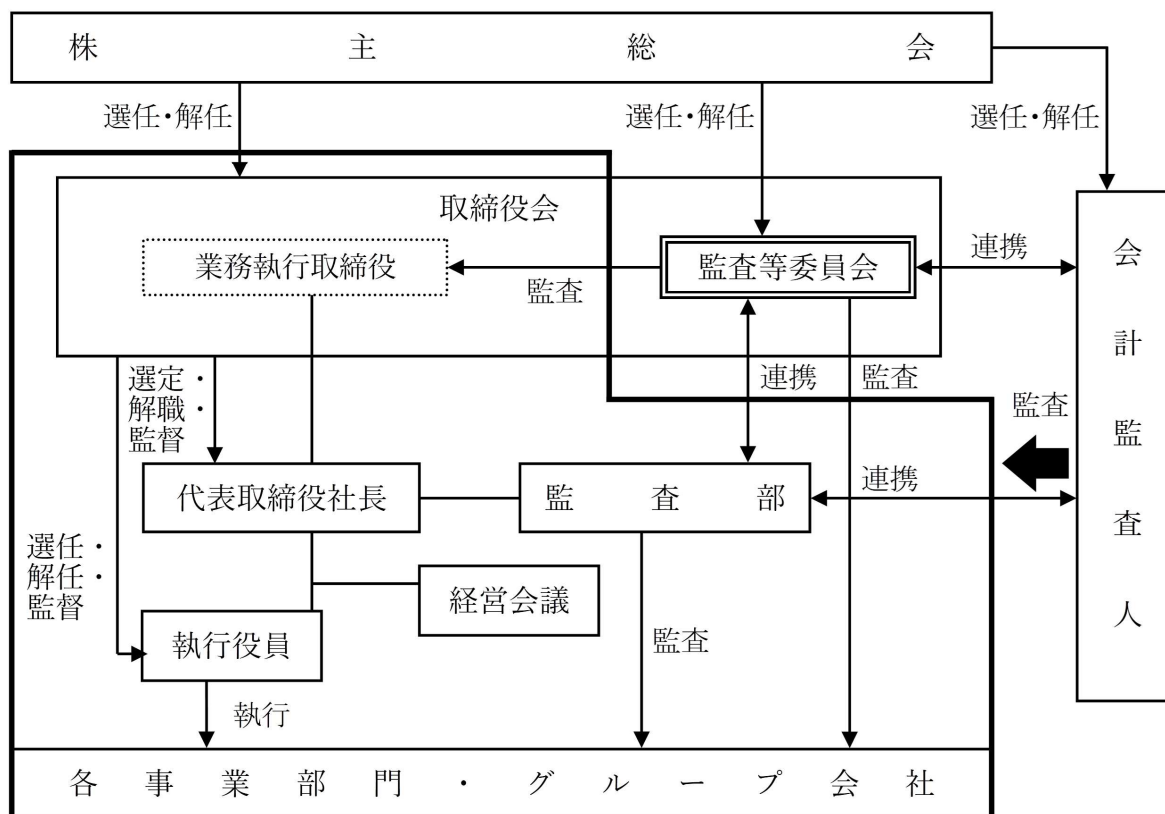 株主総会
選任・解任
選任・解任
選任・解任
取締役会
業務執行取締役
監査
監査等委員会
連携
会計監査人
選定・
解職・
監督
連携
監査
監査
代表取締役社長
監査部
連携
選任・
解任・
監督
経営会議
執行役員
監査
執行
各事業部門・グループ会社